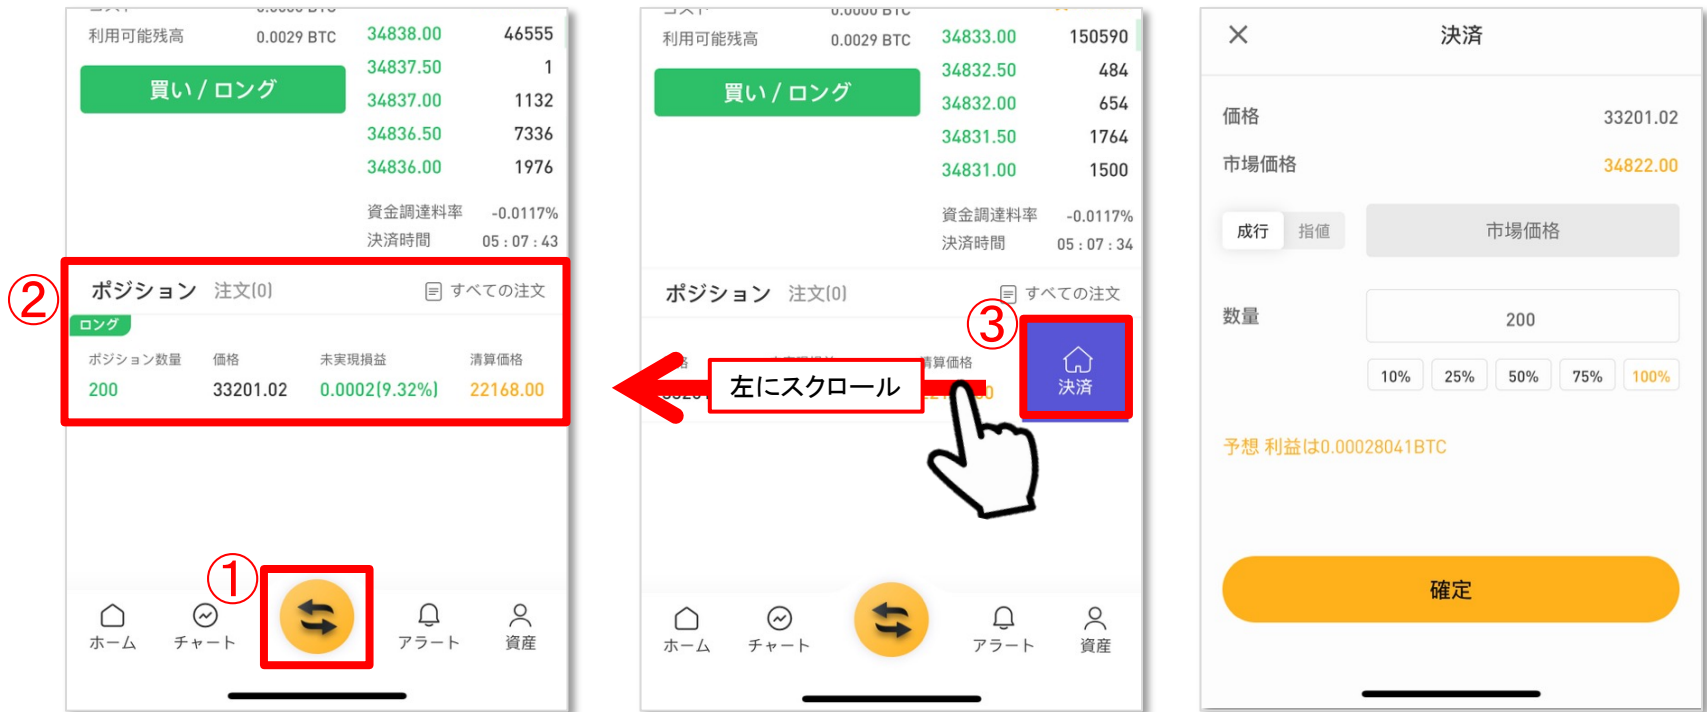 利用可能残高 0.0029 BTC
34838.00 46555
34837.50 1
買い / ロング
34837.00 1132
34836.50 7336
34836.00 1976
資金調達料率 -0.0117%
決済時間 05 : 07 : 43
②
ポジション 注文(0) すべての注文
ロング
ポジション数量 価格 未実現損益 清算価格
200 33201.02 0.0002(9.32%) 22168.00
①
ホーム チャート アラート 資産
利用可能残高 0.0029 BTC
34833.00 150590
34832.50 484
買い / ロング
34832.00 654
34831.50 1764
34831.00 1500
資金調達料率 -0.0117%
決済時間 05 : 07 : 34
ポジション 注文(0) すべての注文
③
清算価格
左にスクロール
決済
ホーム チャート アラート 資産
決済
価格 33201.02
市場価格 34822.00
成行 指値 市場価格
数量 200
10% 25% 50% 75% 100%
予想 利益は0.00028041BTC
確定